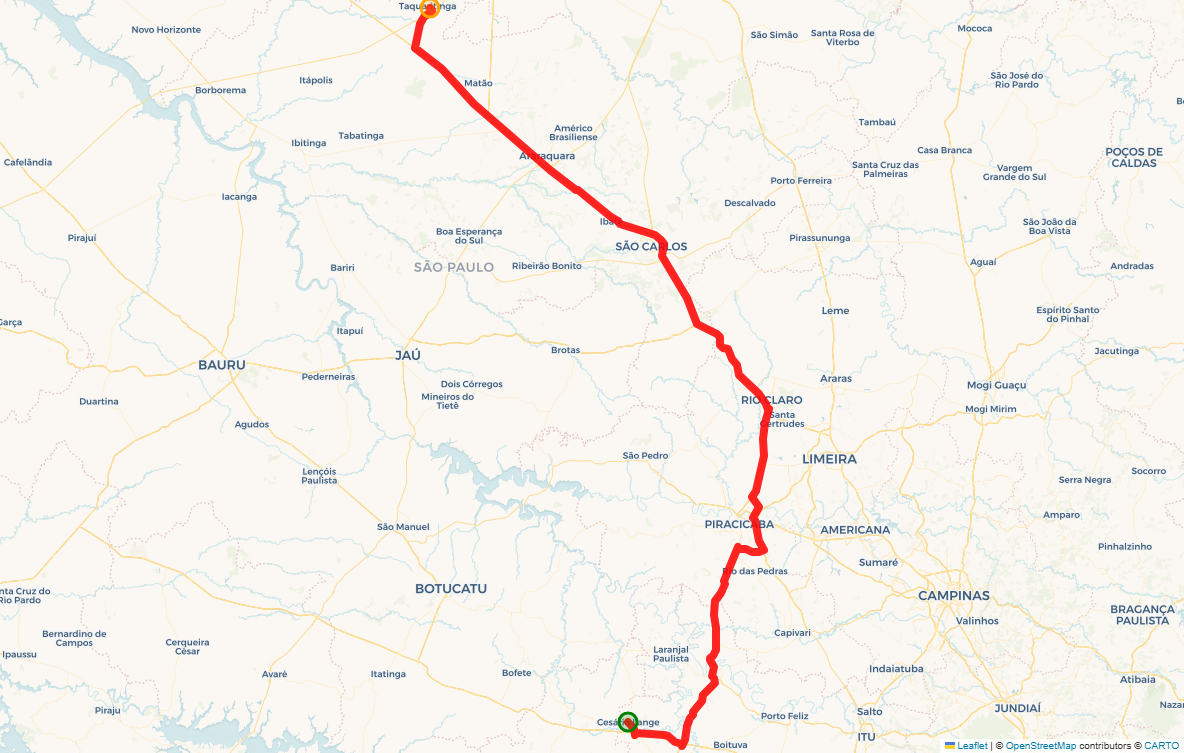 Taquaritinga
Novo Horizonte
São Simão
Santa Rosa de
Viterbo
Mococa
Itápolis
Matão
São José do
Rio Pardo
Borborema
Américo
Brasiliense
Tambaú
Tabatinga
Ibitinga
Araraquara
Casa Branca
POÇOS DE
CALDAS
Cafelândia
Santa Cruz das
Palmeiras
Vargem
Grande do Sul
Porto Ferreira
Iacanga
Descalvado
São João da
Boa Vista
Ibaté
Boa Esperança
do Sul
Pirajuí
Pirassununga
SÃO CARLOS
SÃO PAULO
Ribeirão Bonito
Bariri
Aguaí
Andradas
Leme
Espírito Santo
do Pinhal
Garça
Itapuí
Brotas
JAÚ
Jacutinga
BAURU
Pederneiras
Araras
Dois Córregos
Mogi Guaçu
Mineiros do
Tietê
Duartina
RIO CLARO
Mogi Mirim
Santa
Gertrudes
Agudos
São Pedro
LIMEIRA
Lençóis
Paulista
Socorro
Serra Negra
Amparo
São Manuel
PIRACICABA
AMERICANA
Pinhalzinho
Sumaré
Rio das Pedras
BOTUCATU
CAMPINAS
nta Cruz do
Rio Pardo
BRAGANÇA
PAULISTA
Valinhos
Bernardino de
Campos
Capivari
Cerqueira
César
Ipaussu
Laranjal
Paulista
Indaiatuba
Avaré
Itatinga
Bofete
Atibaia
Piraju
Nazar
Cesário Lange
Porto Feliz
Salto
JUNDIAÍ
ITU
Boituva
Leaflet | © OpenStreetMap contributors © CARTO